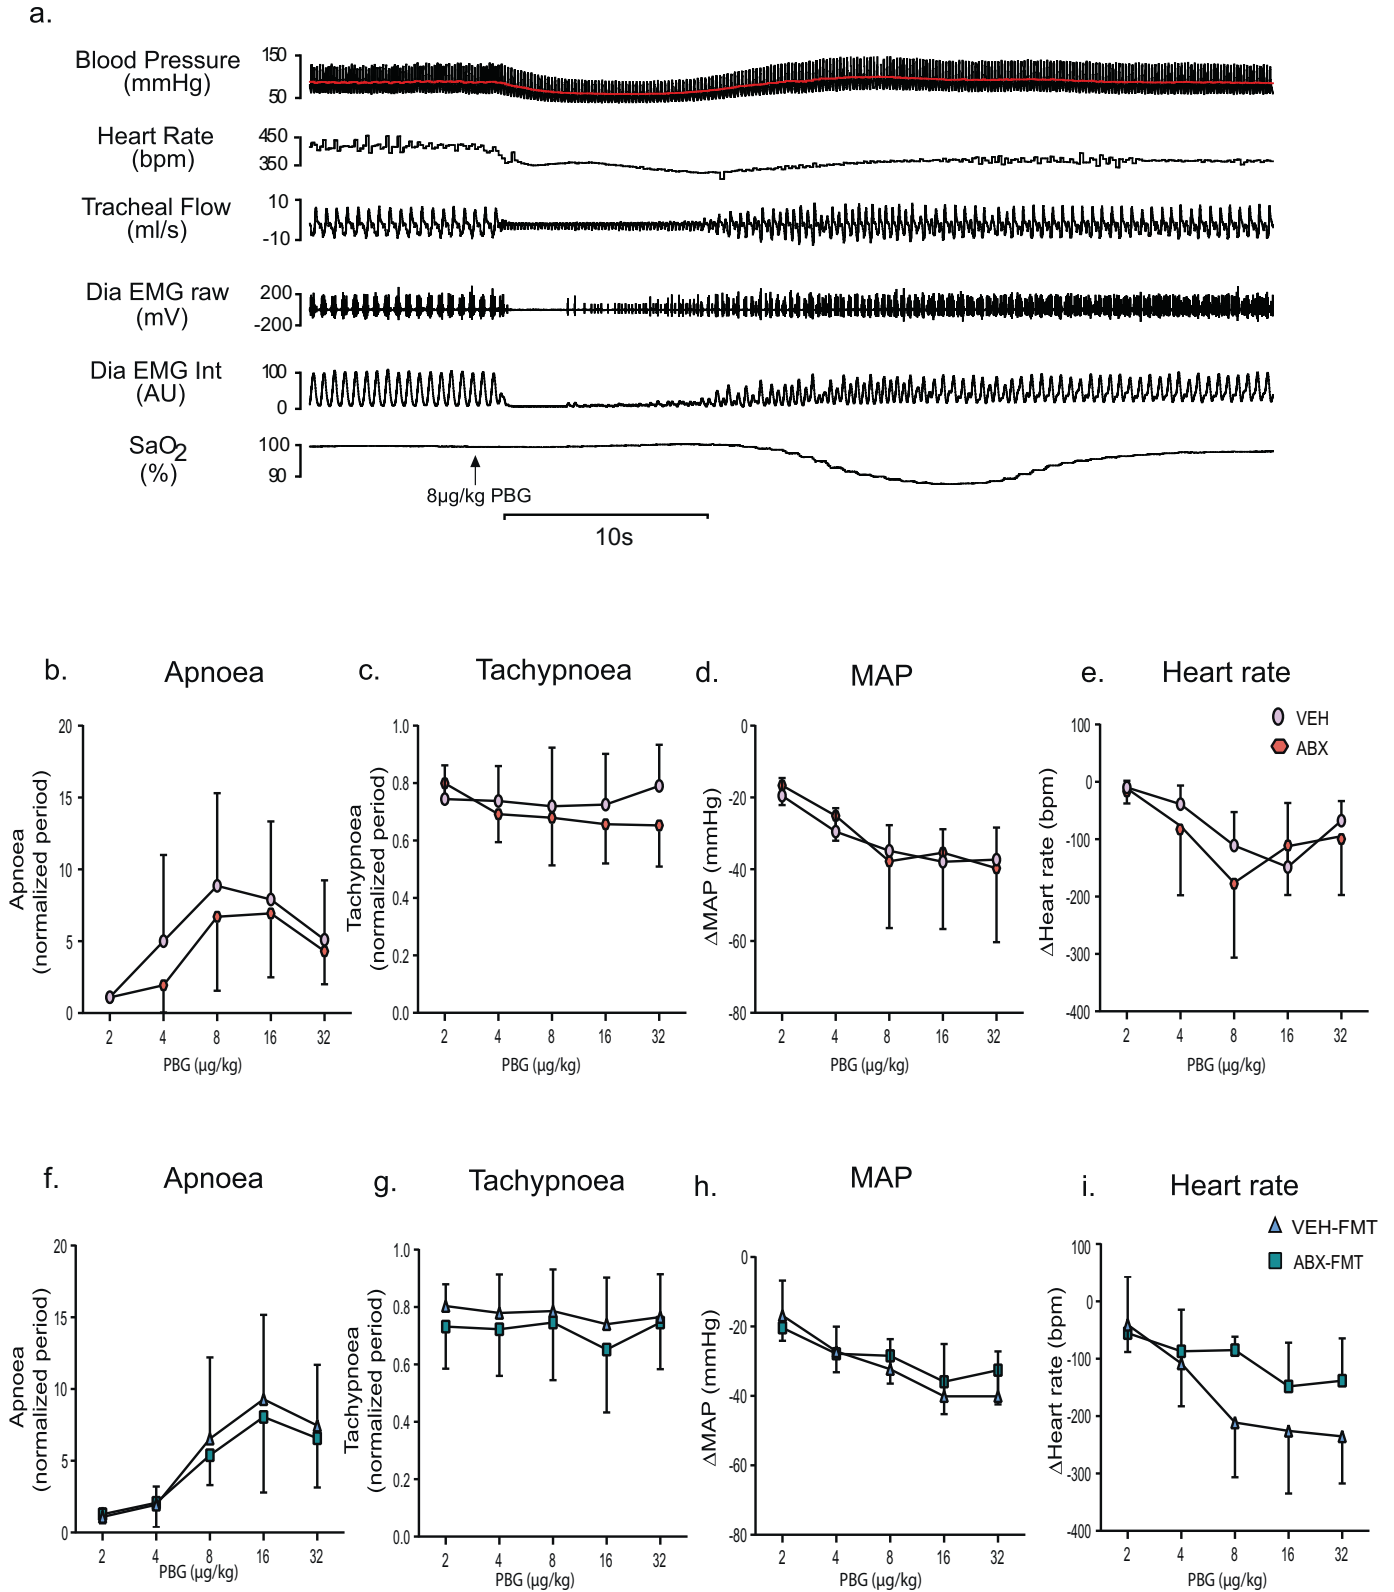 a.
Blood Pressure
(mmHg)
150
50
Heart Rate
(bpm)
450
350
Tracheal Flow
(ml/s)
10
-10
Dia EMG raw
(mV)
200
-200
Dia EMG Int
(AU)
100
0
SaO2
(%)
100
90
8µg/kg PBG
10s
b.
Apnoea
Apnoea
(normalized period)
20
15
10
5
0
2 4 8 16 32
PBG (µg/kg)
c.
Tachypnoea
Tachypnoea
(normalized period)
1.0
0.8
0.6
0.4
0.2
0.0
2 4 8 16 32
PBG (µg/kg)
d.
MAP
ΔMAP (mmHg)
0
-20
-40
-60
-80
2 4 8 16 32
PBG (µg/kg)
e.
Heart rate
VEH
ABX
ΔHeart rate (bpm)
100
0
-100
-200
-300
-400
2 4 8 16 32
PBG (µg/kg)
f.
Apnoea
Apnoea
(normalized period)
20
15
10
5
0
2 4 8 16 32
PBG (µg/kg)
g.
Tachypnoea
Tachypnoea
(normalized period)
1.0
0.8
0.6
0.4
0.2
0.0
2 4 8 16 32
PBG (µg/kg)
h.
MAP
ΔMAP (mmHg)
0
-20
-40
-60
-80
2 4 8 16 32
PBG (µg/kg)
i.
Heart rate
VEH-FMT
ABX-FMT
ΔHeart rate (bpm)
100
0
-100
-200
-300
-400
2 4 8 16 32
PBG (µg/kg)